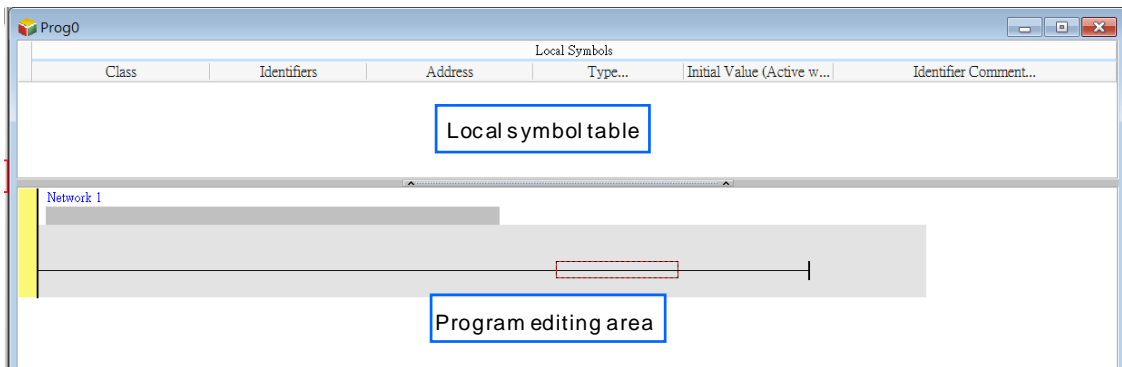 Prog0
Local Symbols
Class Identifiers Address Type... Initial Value (Active w... Identifier Comment...
Local symbol table
Network 1
Program editing area